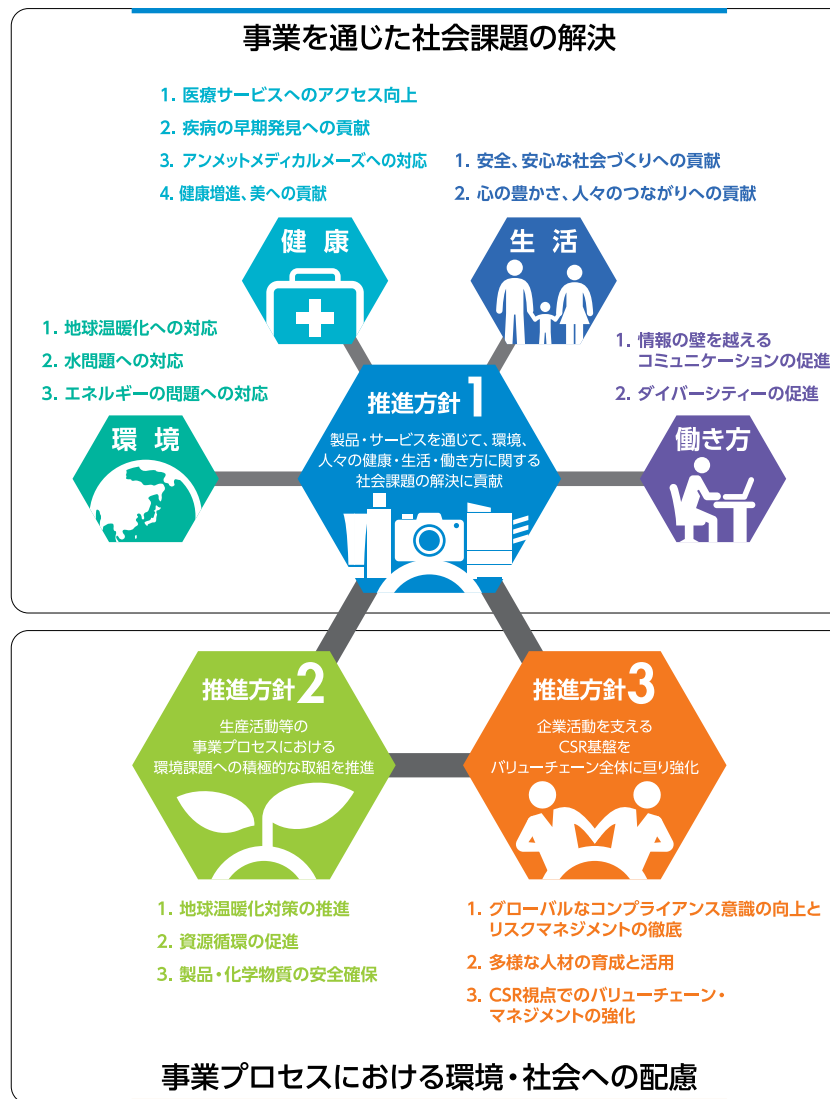 事業を通じた社会課題の解決
1. 医療サービスへのアクセス向上
2. 疾病の早期発見への貢献
3. アンメットメディカルメーズへの対応
4. 健康増進、美への貢献
1. 安全、安心な社会づくりへの貢献
2. 心の豊かさ、人々のつながりへの貢献
健 康
生 活
1. 地球温暖化への対応
2. 水問題への対応
3. エネルギーの問題への対応
1. 情報の壁を越える
コミュニケーションの促進
2. ダイバーシティーの促進
環 境
働き方
推進方針1
製品・サービスを通じて、環境、
人々の健康・生活・働き方に関する
社会課題の解決に貢献
推進方針2
生産活動等の
事業プロセスにおける
環境課題への積極的な取組を推進
推進方針3
企業活動を支える
CSR基盤を
バリューチェーン全体に亘り強化
1. 地球温暖化対策の推進
2. 資源循環の促進
3. 製品・化学物質の安全確保
1. グローバルなコンプライアンス意識の向上と
リスクマネジメントの徹底
2. 多様な人材の育成と活用
3. CSR視点でのバリューチェーン・
マネジメントの強化
事業プロセスにおける環境・社会への配慮